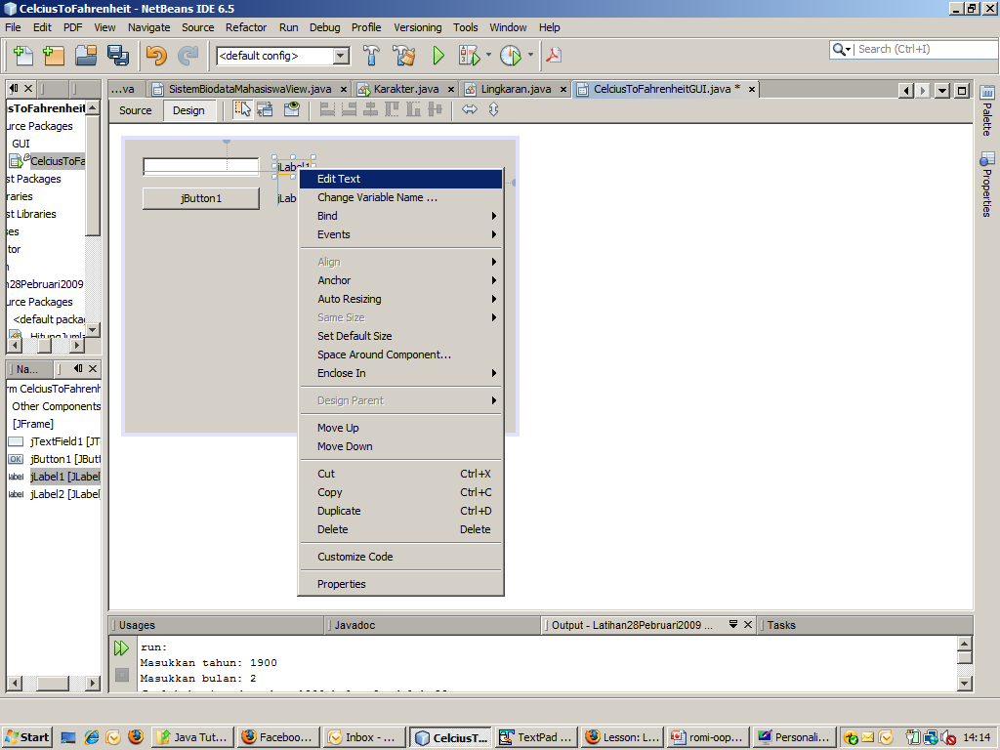 CelciusToFahrenheit - NetBeans IDE 6.5
File Edit PDF View Navigate Source Refactor Run Debug Profile Versioning Tools Window Help
<default config>
Search (Ctrl+I)
...va SistemBiodataMahasiswaView.java Karakter.java Lingkaran.java CelciusToFahrenheitGUI.java *
Source Design
Palette
Properties
sToFahrenheit
urce Packages
GUI
CelciusToFa
st Packages
raries
st Libraries
ses
tor
n28Pebruari2009
urce Packages
<default packa
HitungJumla
jLabel1
jButton1
jLab
Edit Text
Change Variable Name ...
Bind
Events
Align
Anchor
Auto Resizing
Same Size
Set Default Size
Space Around Component...
Enclose In
Design Parent
Move Up
Move Down
Cut Ctrl+X
Copy Ctrl+C
Duplicate Ctrl+D
Delete Delete
Customize Code
Properties
Na...
rm CelciusToFahrenh
Other Components
[JFrame]
jTextField1 [JT
OK jButton1 [JButt
label jLabel1 [JLabel
label jLabel2 [JLabel
Usages Javadoc Output - Latihan28Pebruari2009 ... Tasks
run:
Masukkan tahun: 1900
Masukkan bulan: 2
Start Java Tut... Faceboo... Inbox - ... CelciusT... TextPad ... Lesson: L... romi-oop... Personali... 14:14